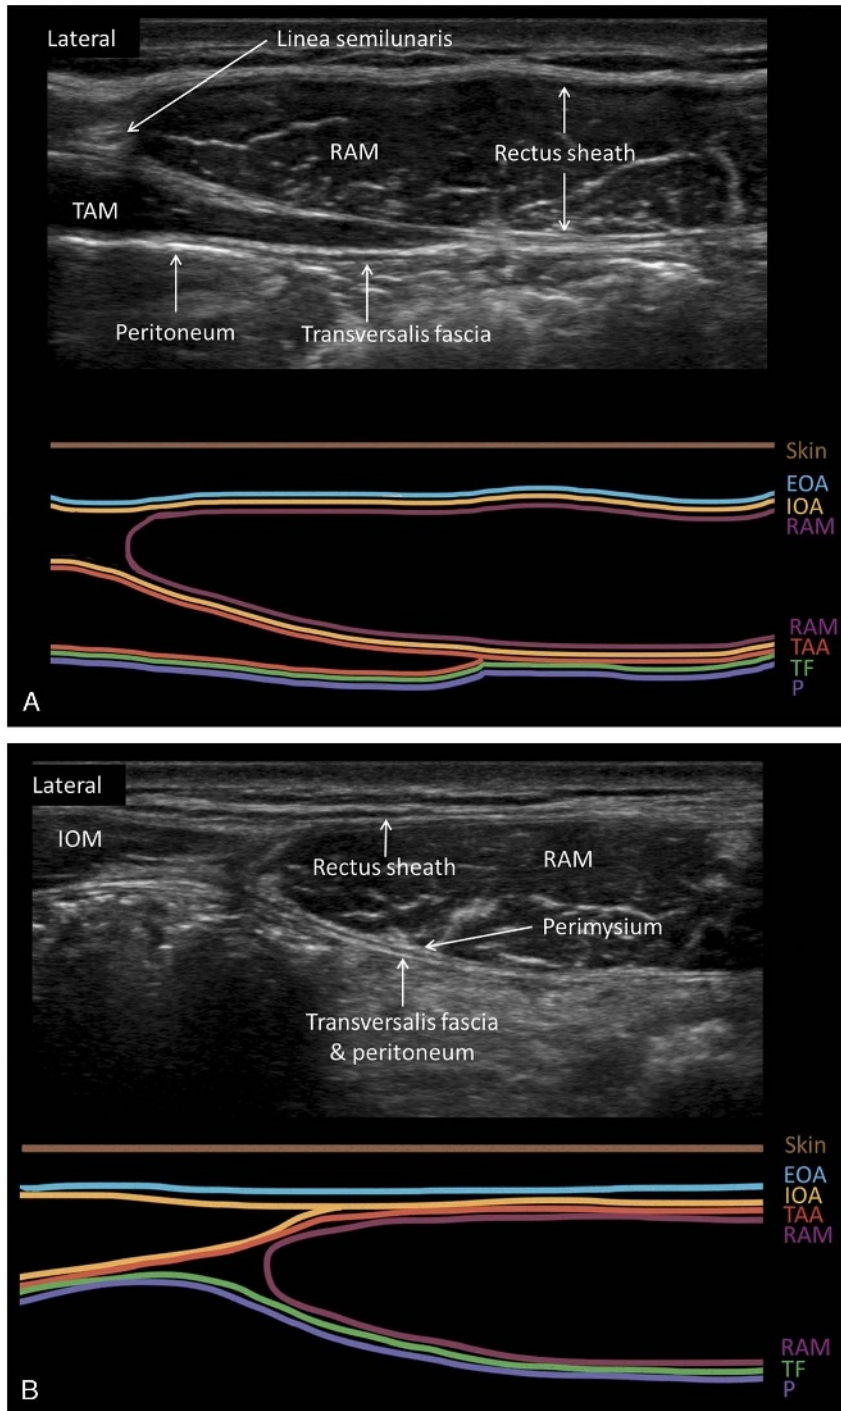 Lateral
Linea semilunaris
RAM
Rectus sheath
TAM
Peritoneum
Transversalis fascia
Skin
EOA
IOA
RAM
RAM
TAA
TF
P
A
Lateral
IOM
Rectus sheath
RAM
Perimysium
Transversalis fascia
& peritoneum
Skin
EOA
IOA
TAA
RAM
RAM
TF
P
B